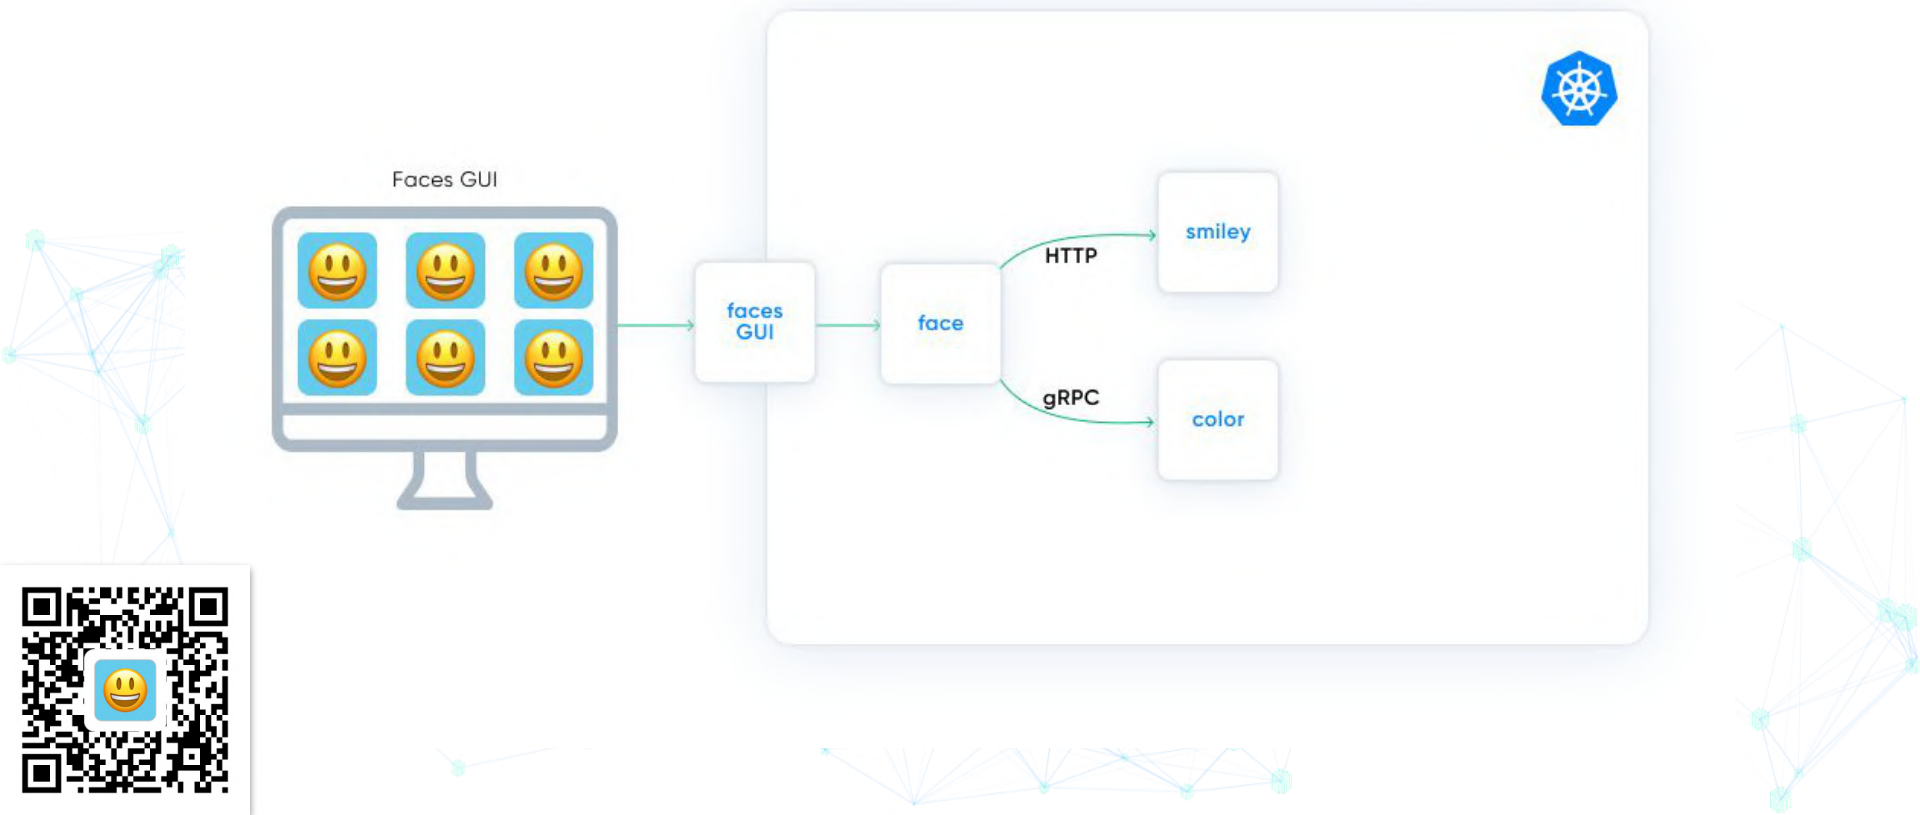 Faces GUI
faces
GUI
face
HTTP
gRPC
smiley
color